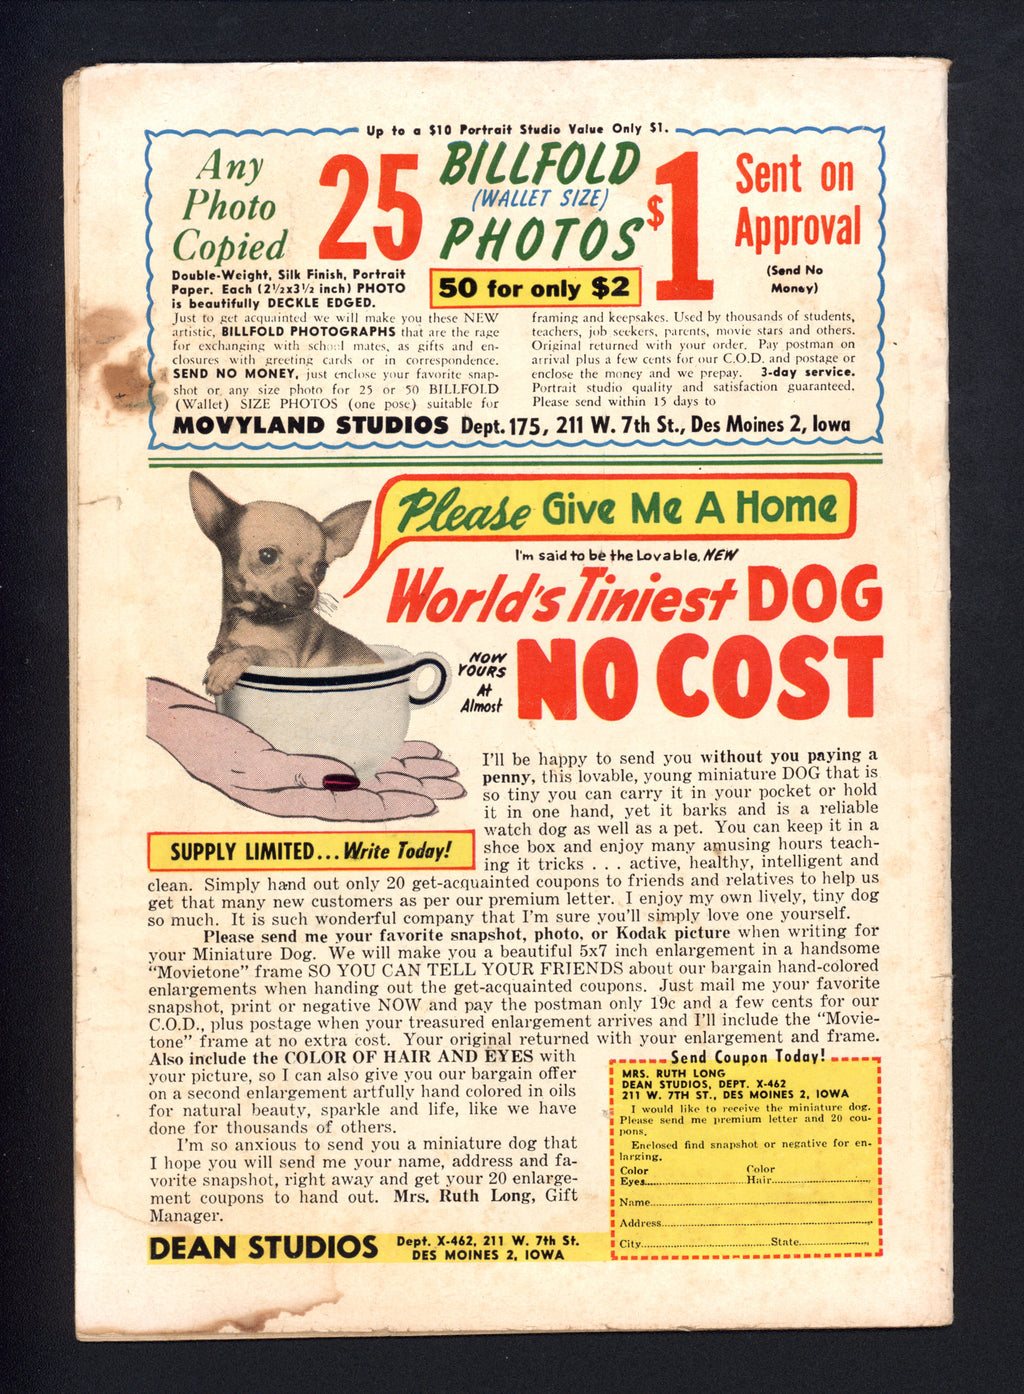 Up to a $10 Portrait Studio Value Only $1.
Any
Photo
Copied
25
BILLFOLD
(WALLET SIZE)
PHOTOS
$1
50 for only $2
Sent on
Approval
(Send No
Money)
Double-Weight, Silk Finish, Portrait
Paper. Each (2½x3½ inch) PHOTO
is beautifully DECKLE EDGED.
Just to get acquainted we will make you these NEW
artistic, BILLFOLD PHOTOGRAPHS that are the rage
for exchanging with school mates, as gifts and en-
closures with greeting cards or in correspondence.
SEND NO MONEY, just enclose your favorite snap-
shot or any size photo for 25 or 50 BILLFOLD
(Wallet) SIZE PHOTOS (one pose) suitable for
framing and keepsakes. Used by thousands of students,
teachers, job seekers, parents, movie stars and others.
Original returned with your order. Pay postman on
arrival plus a few cents for our C.O.D. and postage or
enclose the money and we prepay. 3-day service.
Portrait studio quality and satisfaction guaranteed.
Please send within 15 days to
MOVYLAND STUDIOS Dept. 175, 211 W. 7th St., Des Moines 2, Iowa
Please Give Me A Home
I'm said to be the Lovable, NEW
World's Tiniest DOG
NOW
YOURS
At
Almost
NO COST
I'll be happy to send you without you paying a
penny, this lovable, young miniature DOG that is
so tiny you can carry it in your pocket or hold
it in one hand, yet it barks and is a reliable
watch dog as well as a pet. You can keep it in a
shoe box and enjoy many amusing hours teach-
ing it tricks . . . active, healthy, intelligent and
SUPPLY LIMITED... Write Today!
clean. Simply hand out only 20 get-acquainted coupons to friends and relatives to help us
get that many new customers as per our premium letter. I enjoy my own lively, tiny dog
so much. It is such wonderful company that I'm sure you'll simply love one yourself.
Please send me your favorite snapshot, photo, or Kodak picture when writing for
your Miniature Dog. We will make you a beautiful 5x7 inch enlargement in a handsome
"Movietone" frame SO YOU CAN TELL YOUR FRIENDS about our bargain hand-colored
enlargements when handing out the get-acquainted coupons. Just mail me your favorite
snapshot, print or negative NOW and pay the postman only 19c and a few cents for our
C.O.D., plus postage when your treasured enlargement arrives and I'll include the "Movie-
tone" frame at no extra cost. Your original returned with your enlargement and frame.
Also include the COLOR OF HAIR AND EYES with
your picture, so I can also give you our bargain offer
on a second enlargement artfully hand colored in oils
for natural beauty, sparkle and life, like we have
done for thousands of others.
I'm so anxious to send you a miniature dog that
I hope you will send me your name, address and fa-
vorite snapshot, right away and get your 20 enlarge-
ment coupons to hand out. Mrs. Ruth Long, Gift
Manager.
DEAN STUDIOS
Dept. X-462, 211 W. 7th St.
DES MOINES 2, IOWA
Send Coupon Today!
MRS. RUTH LONG
DEAN STUDIOS, DEPT. X-462
211 W. 7TH ST., DES MOINES 2, IOWA
I would like to receive the miniature dog.
Please send me premium letter and 20 cou-
pons.
Enclosed find snapshot or negative for en-
larging.
Color Color
Eyes Hair
Name
Address
City State